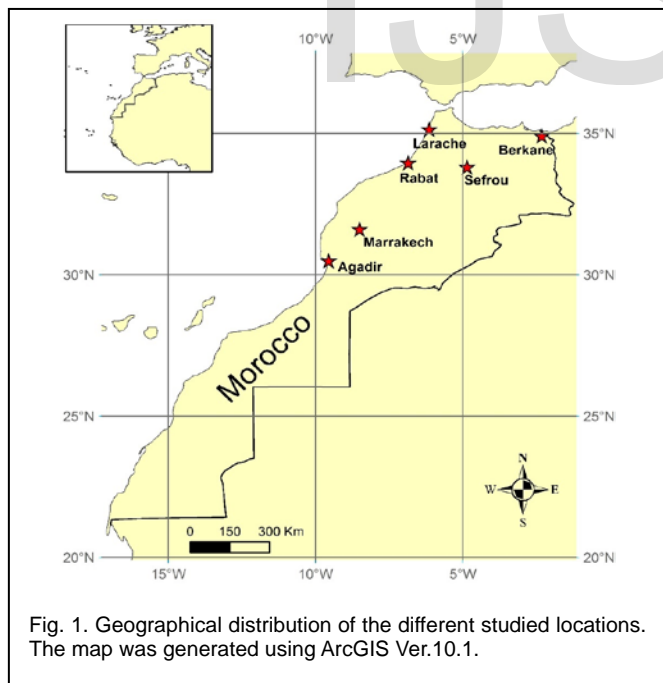 IJS
10°W 5°W
35°N 35°N
Larache
Berkane
Rabat
Sefrou
Marrakech
Agadir
30°N 30°N
Morocco
25°N 25°N
N
W E
S
0 150 300 Km
20°N 20°N
15°W 10°W 5°W
Fig. 1. Geographical distribution of the different studied locations.
The map was generated using ArcGIS Ver.10.1.